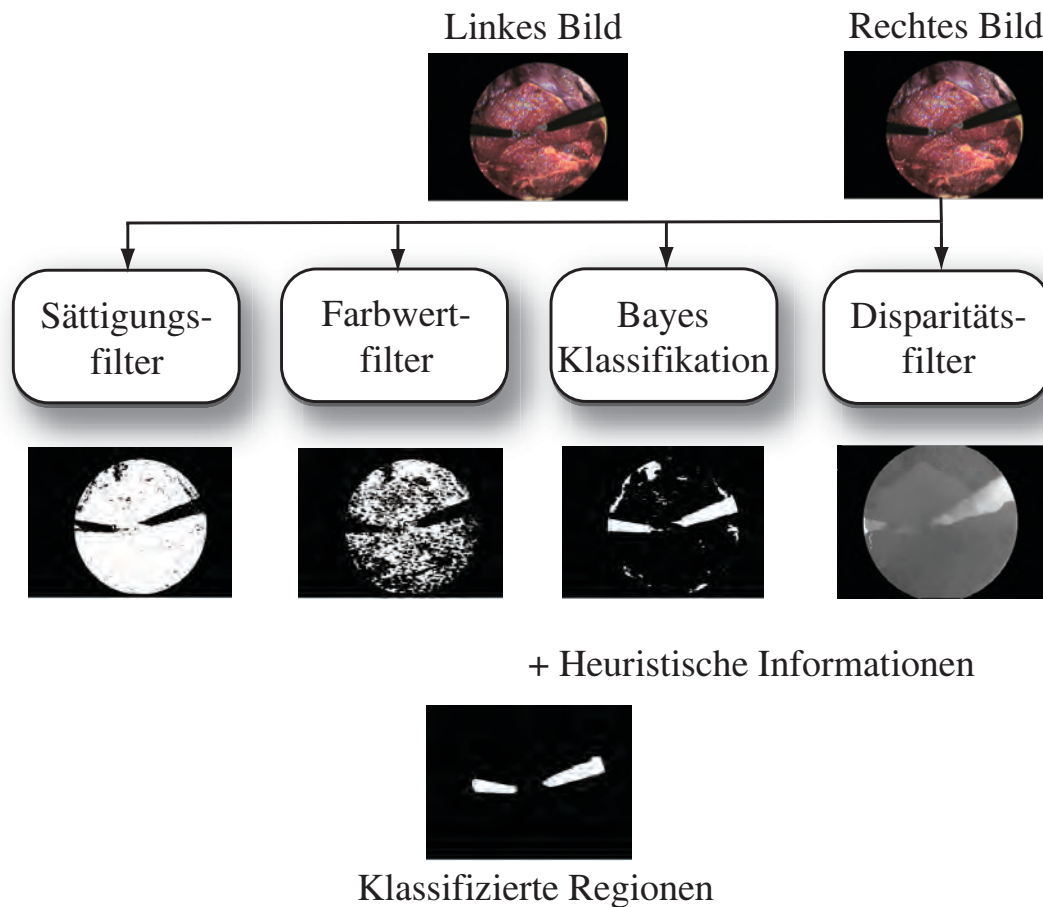 Linkes Bild
Rechtes Bild
Sättigungs-
filter
Farbwert-
filter
Bayes
Klassifikation
Disparitäts-
filter
+ Heuristische Informationen
Klassifizierte Regionen